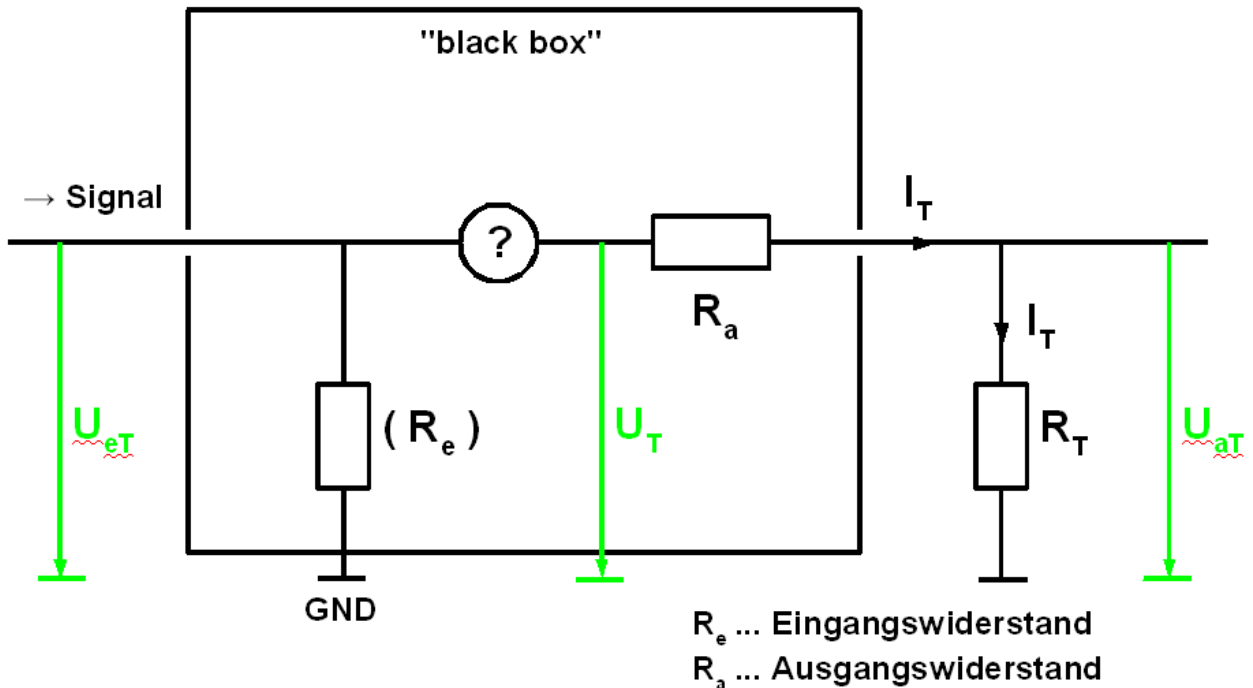 "black box"
→ Signal
I_T
?
R_a
I_T
U_eT
( R_e )
U_T
R_T
U_aT
GND
R_e ... Eingangswiderstand
R_a ... Ausgangswiderstand